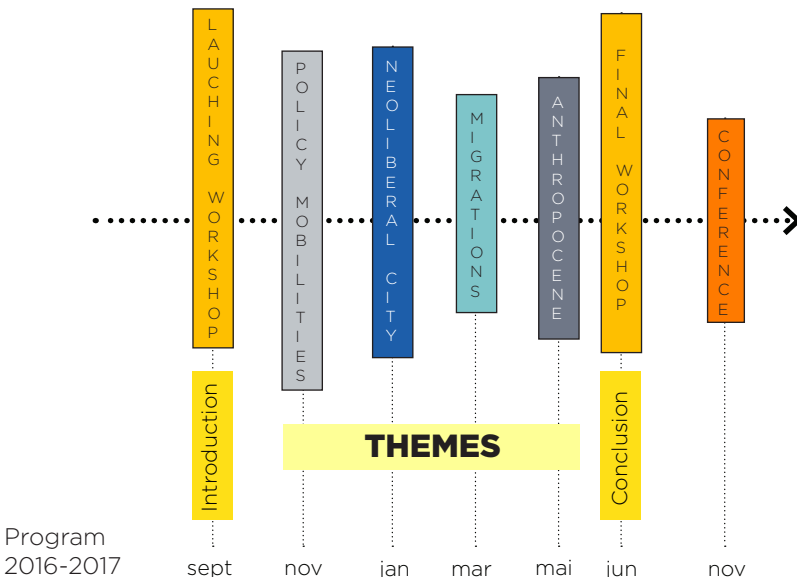 LAUCHING WORKSHOP
POLICY MOBILITIES
NEOLIBERAL CITY
MIGRATIONS
ANTHROPOCENE
FINAL WORKSHOP
CONFERENCE
Introduction
THEMES
Conclusion
Program
2016-2017
sept
nov
jan
mar
mai
jun
nov